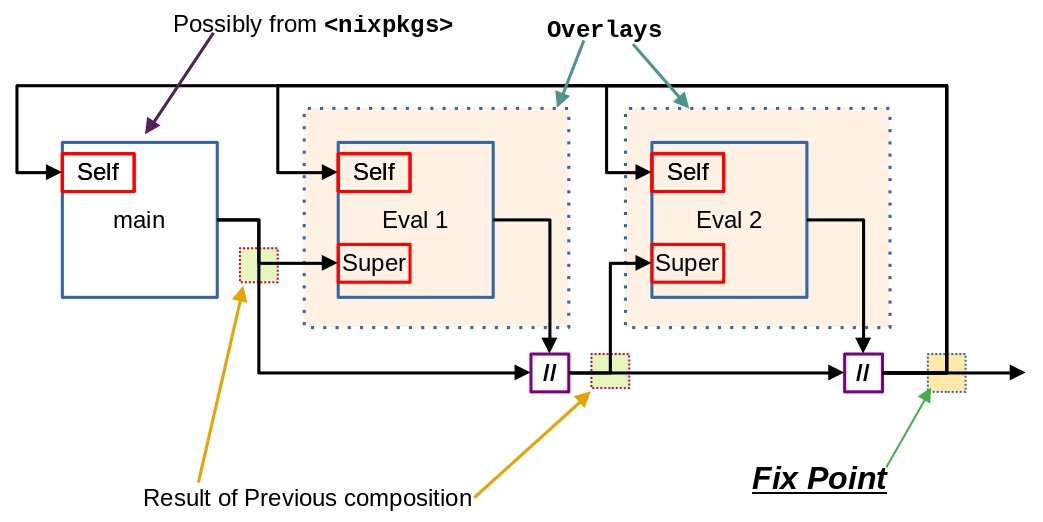 Possibly from <nixpkgs>
Overlays
Self
main
Self
Eval 1
Super
Self
Eval 2
Super
//
//
Fix Point
Result of Previous composition